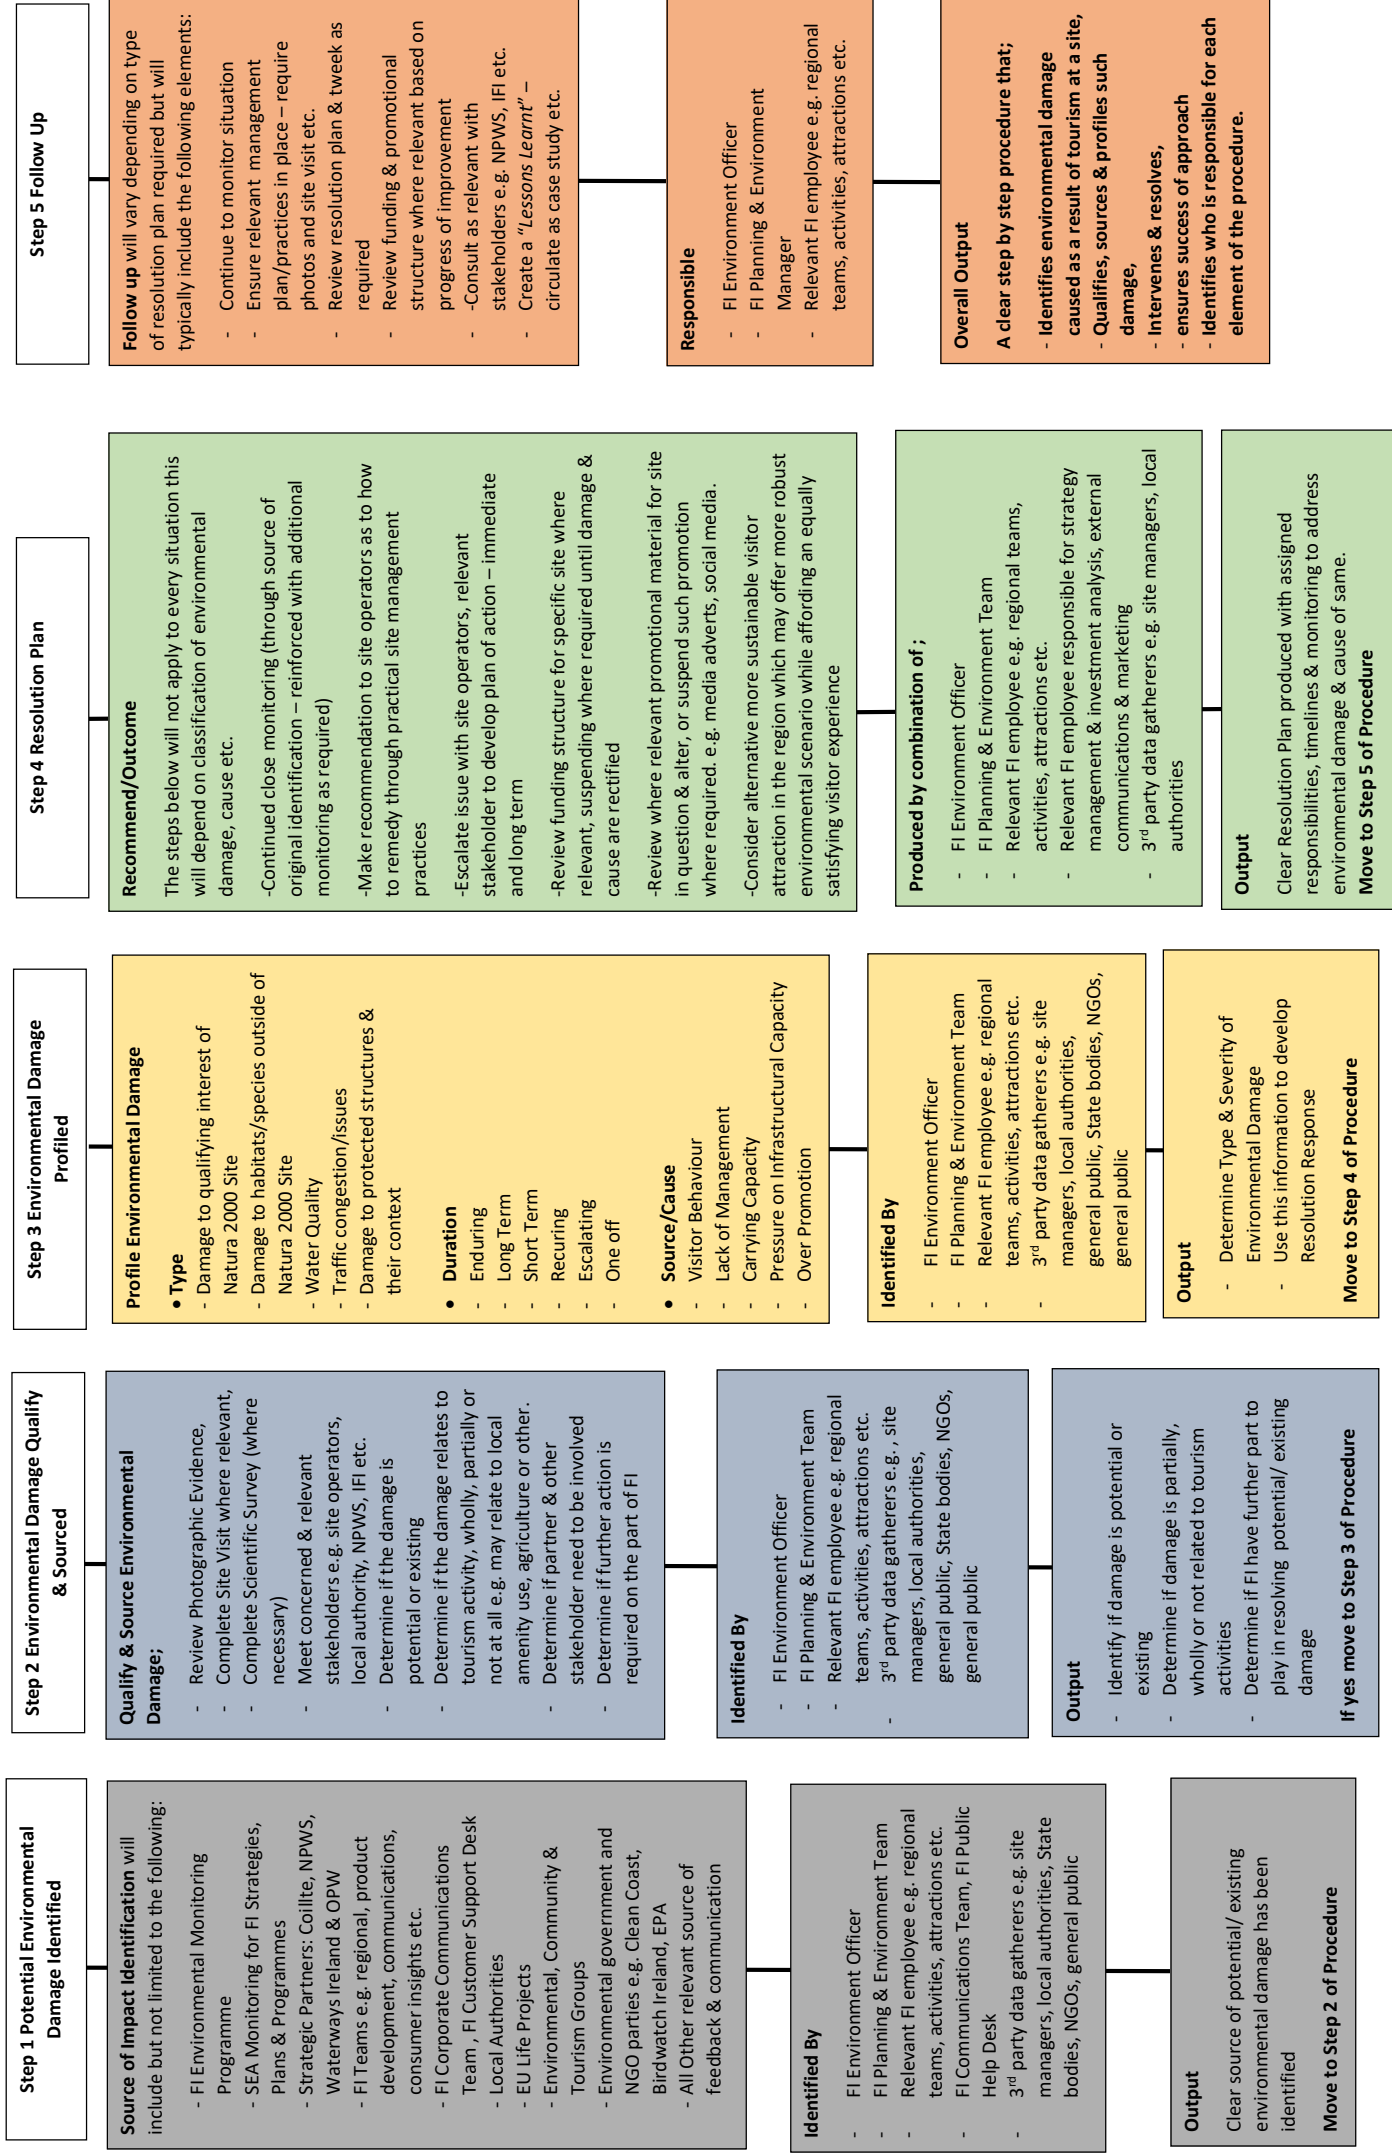 Step 1 Potential Environmental
Damage Identified
Source of Impact Identification will
include but not limited to the following:
- FI Environmental Monitoring
Programme
- SEA Monitoring for FI Strategies,
Plans & Programmes
- Strategic Partners: Coillte, NPWS,
Waterways Ireland & OPW
- FI Teams e.g. regional, product
development, communications,
consumer insights etc.
- FI Corporate Communications
Team , FI Customer Support Desk
- Local Authorities
- EU Life Projects
- Environmental, Community &
Tourism Groups
- Environmental government and
NGO parties e.g. Clean Coast,
Birdwatch Ireland, EPA
- All Other relevant source of
feedback & communication
Identified By
- FI Environment Officer
- FI Planning & Environment Team
- Relevant FI employee e.g. regional
teams, activities, attractions etc.
- FI Communications Team, FI Public
Help Desk
- 3rd party data gatherers e.g. site
managers, local authorities, State
bodies, NGOs, general public
Output
Clear source of potential/ existing
environmental damage has been
identified
Move to Step 2 of Procedure
Step 2 Environmental Damage Qualify
& Sourced
Qualify & Source Environmental
Damage;
- Review Photographic Evidence,
- Complete Site Visit where relevant,
- Complete Scientific Survey (where
necessary)
- Meet concerned & relevant
stakeholders e.g. site operators,
local authority, NPWS, IFI etc.
- Determine if the damage is
potential or existing
- Determine if the damage relates to
tourism activity, wholly, partially or
not at all e.g. may relate to local
amenity use, agriculture or other.
- Determine if partner & other
stakeholder need to be involved
- Determine if further action is
required on the part of FI
Identified By
- FI Environment Officer
- FI Planning & Environment Team
- Relevant FI employee e.g. regional
teams, activities, attractions etc.
- 3rd party data gatherers e.g., site
managers, local authorities,
general public, State bodies, NGOs,
general public
Output
- Identify if damage is potential or
existing
- Determine if damage is partially,
wholly or not related to tourism
activities
- Determine if FI have further part to
play in resolving potential/ existing
damage
If yes move to Step 3 of Procedure
Step 3 Environmental Damage
Profiled
Profile Environmental Damage
• Type
- Damage to qualifying interest of
Natura 2000 Site
- Damage to habitats/species outside of
Natura 2000 Site
- Water Quality
- Traffic congestion/issues
- Damage to protected structures &
their context
• Duration
- Enduring
- Long Term
- Short Term
- Recuring
- Escalating
- One off
• Source/Cause
- Visitor Behaviour
- Lack of Management
- Carrying Capacity
- Pressure on Infrastructural Capacity
- Over Promotion
Identified By
- FI Environment Officer
- FI Planning & Environment Team
- Relevant FI employee e.g. regional
teams, activities, attractions etc.
- 3rd party data gatherers e.g. site
managers, local authorities,
general public, State bodies, NGOs,
general public
Output
- Determine Type & Severity of
Environmental Damage
- Use this information to develop
Resolution Response
Move to Step 4 of Procedure
Step 4 Resolution Plan
Recommend/Outcome
The steps below will not apply to every situation this
will depend on classification of environmental
damage, cause etc.
-Continued close monitoring (through source of
original identification – reinforced with additional
monitoring as required)
-Make recommendation to site operators as to how
to remedy through practical site management
practices
-Escalate issue with site operators, relevant
stakeholder to develop plan of action – immediate
and long term
-Review funding structure for specific site where
relevant, suspending where required until damage &
cause are rectified
-Review where relevant promotional material for site
in question & alter, or suspend such promotion
where required. e.g. media adverts, social media.
-Consider alternative more sustainable visitor
attraction in the region which may offer more robust
environmental scenario while affording an equally
satisfying visitor experience
Produced by combination of ;
- FI Environment Officer
- FI Planning & Environment Team
- Relevant FI employee e.g. regional teams,
activities, attractions etc.
- Relevant FI employee responsible for strategy
management & investment analysis, external
communications & marketing
- 3rd party data gatherers e.g. site managers, local
authorities
Output
Clear Resolution Plan produced with assigned
responsibilities, timelines & monitoring to address
environmental damage & cause of same.
Move to Step 5 of Procedure
Step 5 Follow Up
Follow up will vary depending on type
of resolution plan required but will
typically include the following elements:
- Continue to monitor situation
- Ensure relevant management
plan/practices in place – require
photos and site visit etc.
- Review resolution plan & tweak as
required
- Review funding & promotional
structure where relevant based on
progress of improvement
- -Consult as relevant with
stakeholders e.g. NPWS, IFI etc.
- Create a "Lessons Learnt" –
circulate as case study etc.
Responsible
- FI Environment Officer
- FI Planning & Environment
Manager
- Relevant FI employee e.g. regional
teams, activities, attractions etc.
Overall Output
A clear step by step procedure that;
- Identifies environmental damage
caused as a result of tourism at a site,
- Qualifies, sources & profiles such
damage,
- Intervenes & resolves,
- ensures success of approach
- Identifies who is responsible for each
element of the procedure.